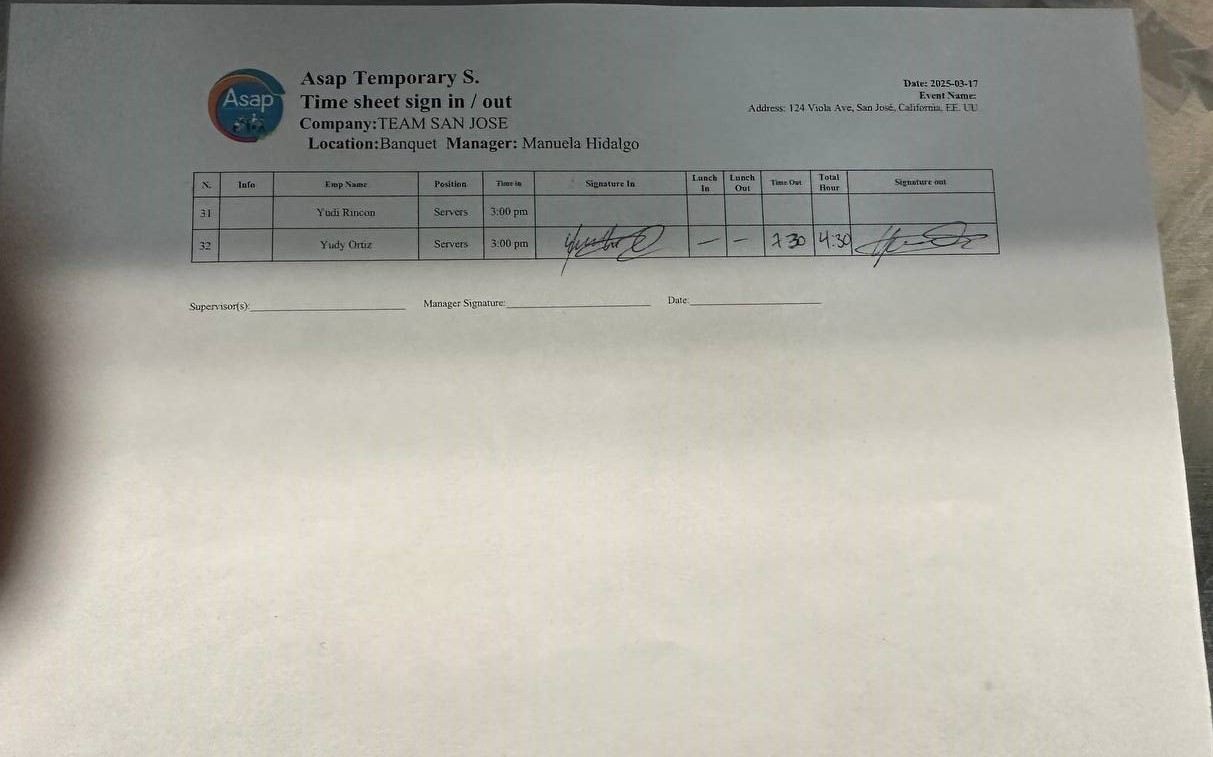 Asap
Asap Temporary S.
Time sheet sign in / out
Company:TEAM SAN JOSE
Location:Banquet Manager: Manuela Hidalgo
Date: 2025-03-17
Event Name:
Address: 124 Viola Ave, San José, California, EE. UU
N. Info Emp Name Position Time in Signature In Lunch In Lunch Out Time Out Total Hour Signature out
31 Yudi Rincon Servers 3:00 pm
32 Yudy Ortiz Servers 3:00 pm — — 7 30 4:30
Supervisor(s): Manager Signature: Date: